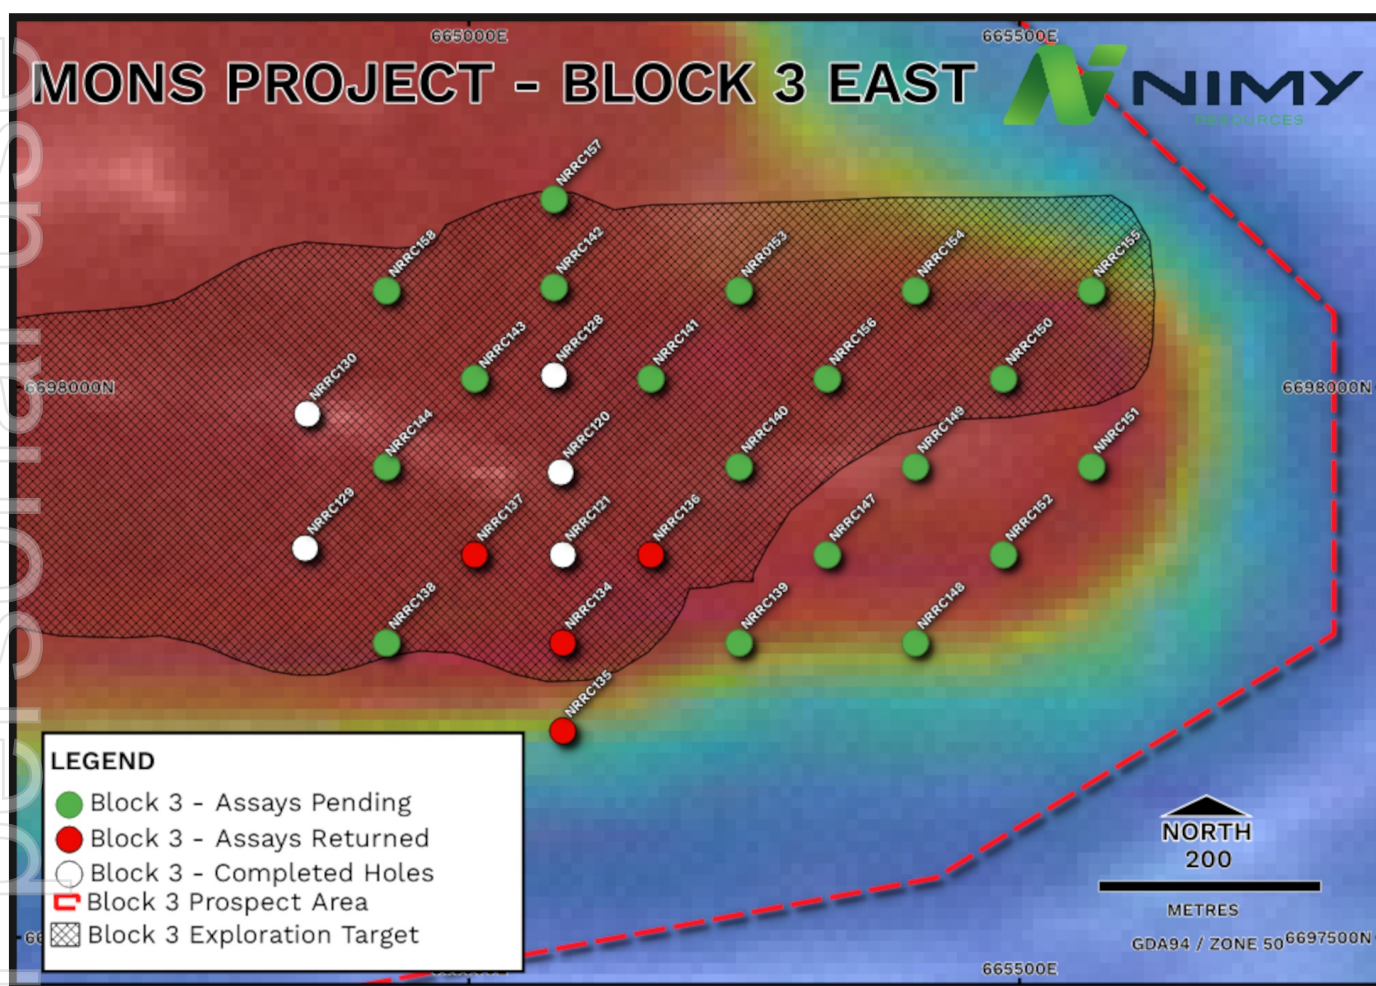 665000E
665500E
MONS PROJECT - BLOCK 3 EAST
NIMY
RESOURCES
NRRC157
NRRC158
NRRC142
NRRO153
NRRC154
NRRC155
NRRC130
NRRC143
NRRC128
NRRC141
NRRC156
NRRC150
6698000N
6698000N
NRRC144
NRRC120
NRRC140
NRRC149
NNRC151
NRRC129
NRRC137
NRRC121
NRRC136
NRRC147
NRRC152
NRRC138
NRRC134
NRRC139
NRRC148
NRRC135
LEGEND
Block 3 - Assays Pending
Block 3 - Assays Returned
Block 3 - Completed Holes
Block 3 Prospect Area
Block 3 Exploration Target
NORTH
200
METRES
GDA94 / ZONE 50
6697500N
665500E